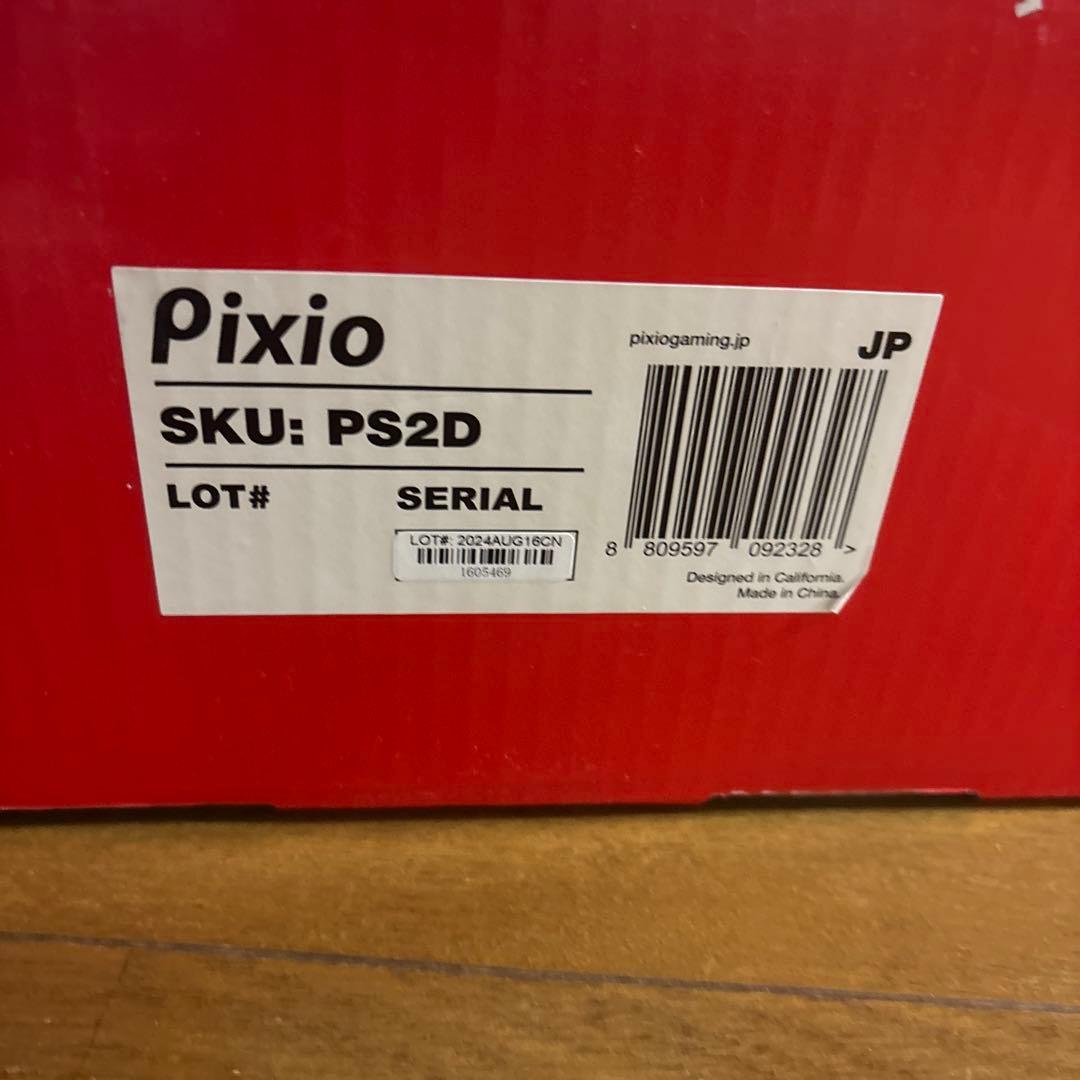 Pixio
SKU: PS2D
LOT#
SERIAL
LOT#: 2024AUG16CN
1605469
pixiogaming.jp
JP
8 809597 092328 >
Designed in California.
Made in China.